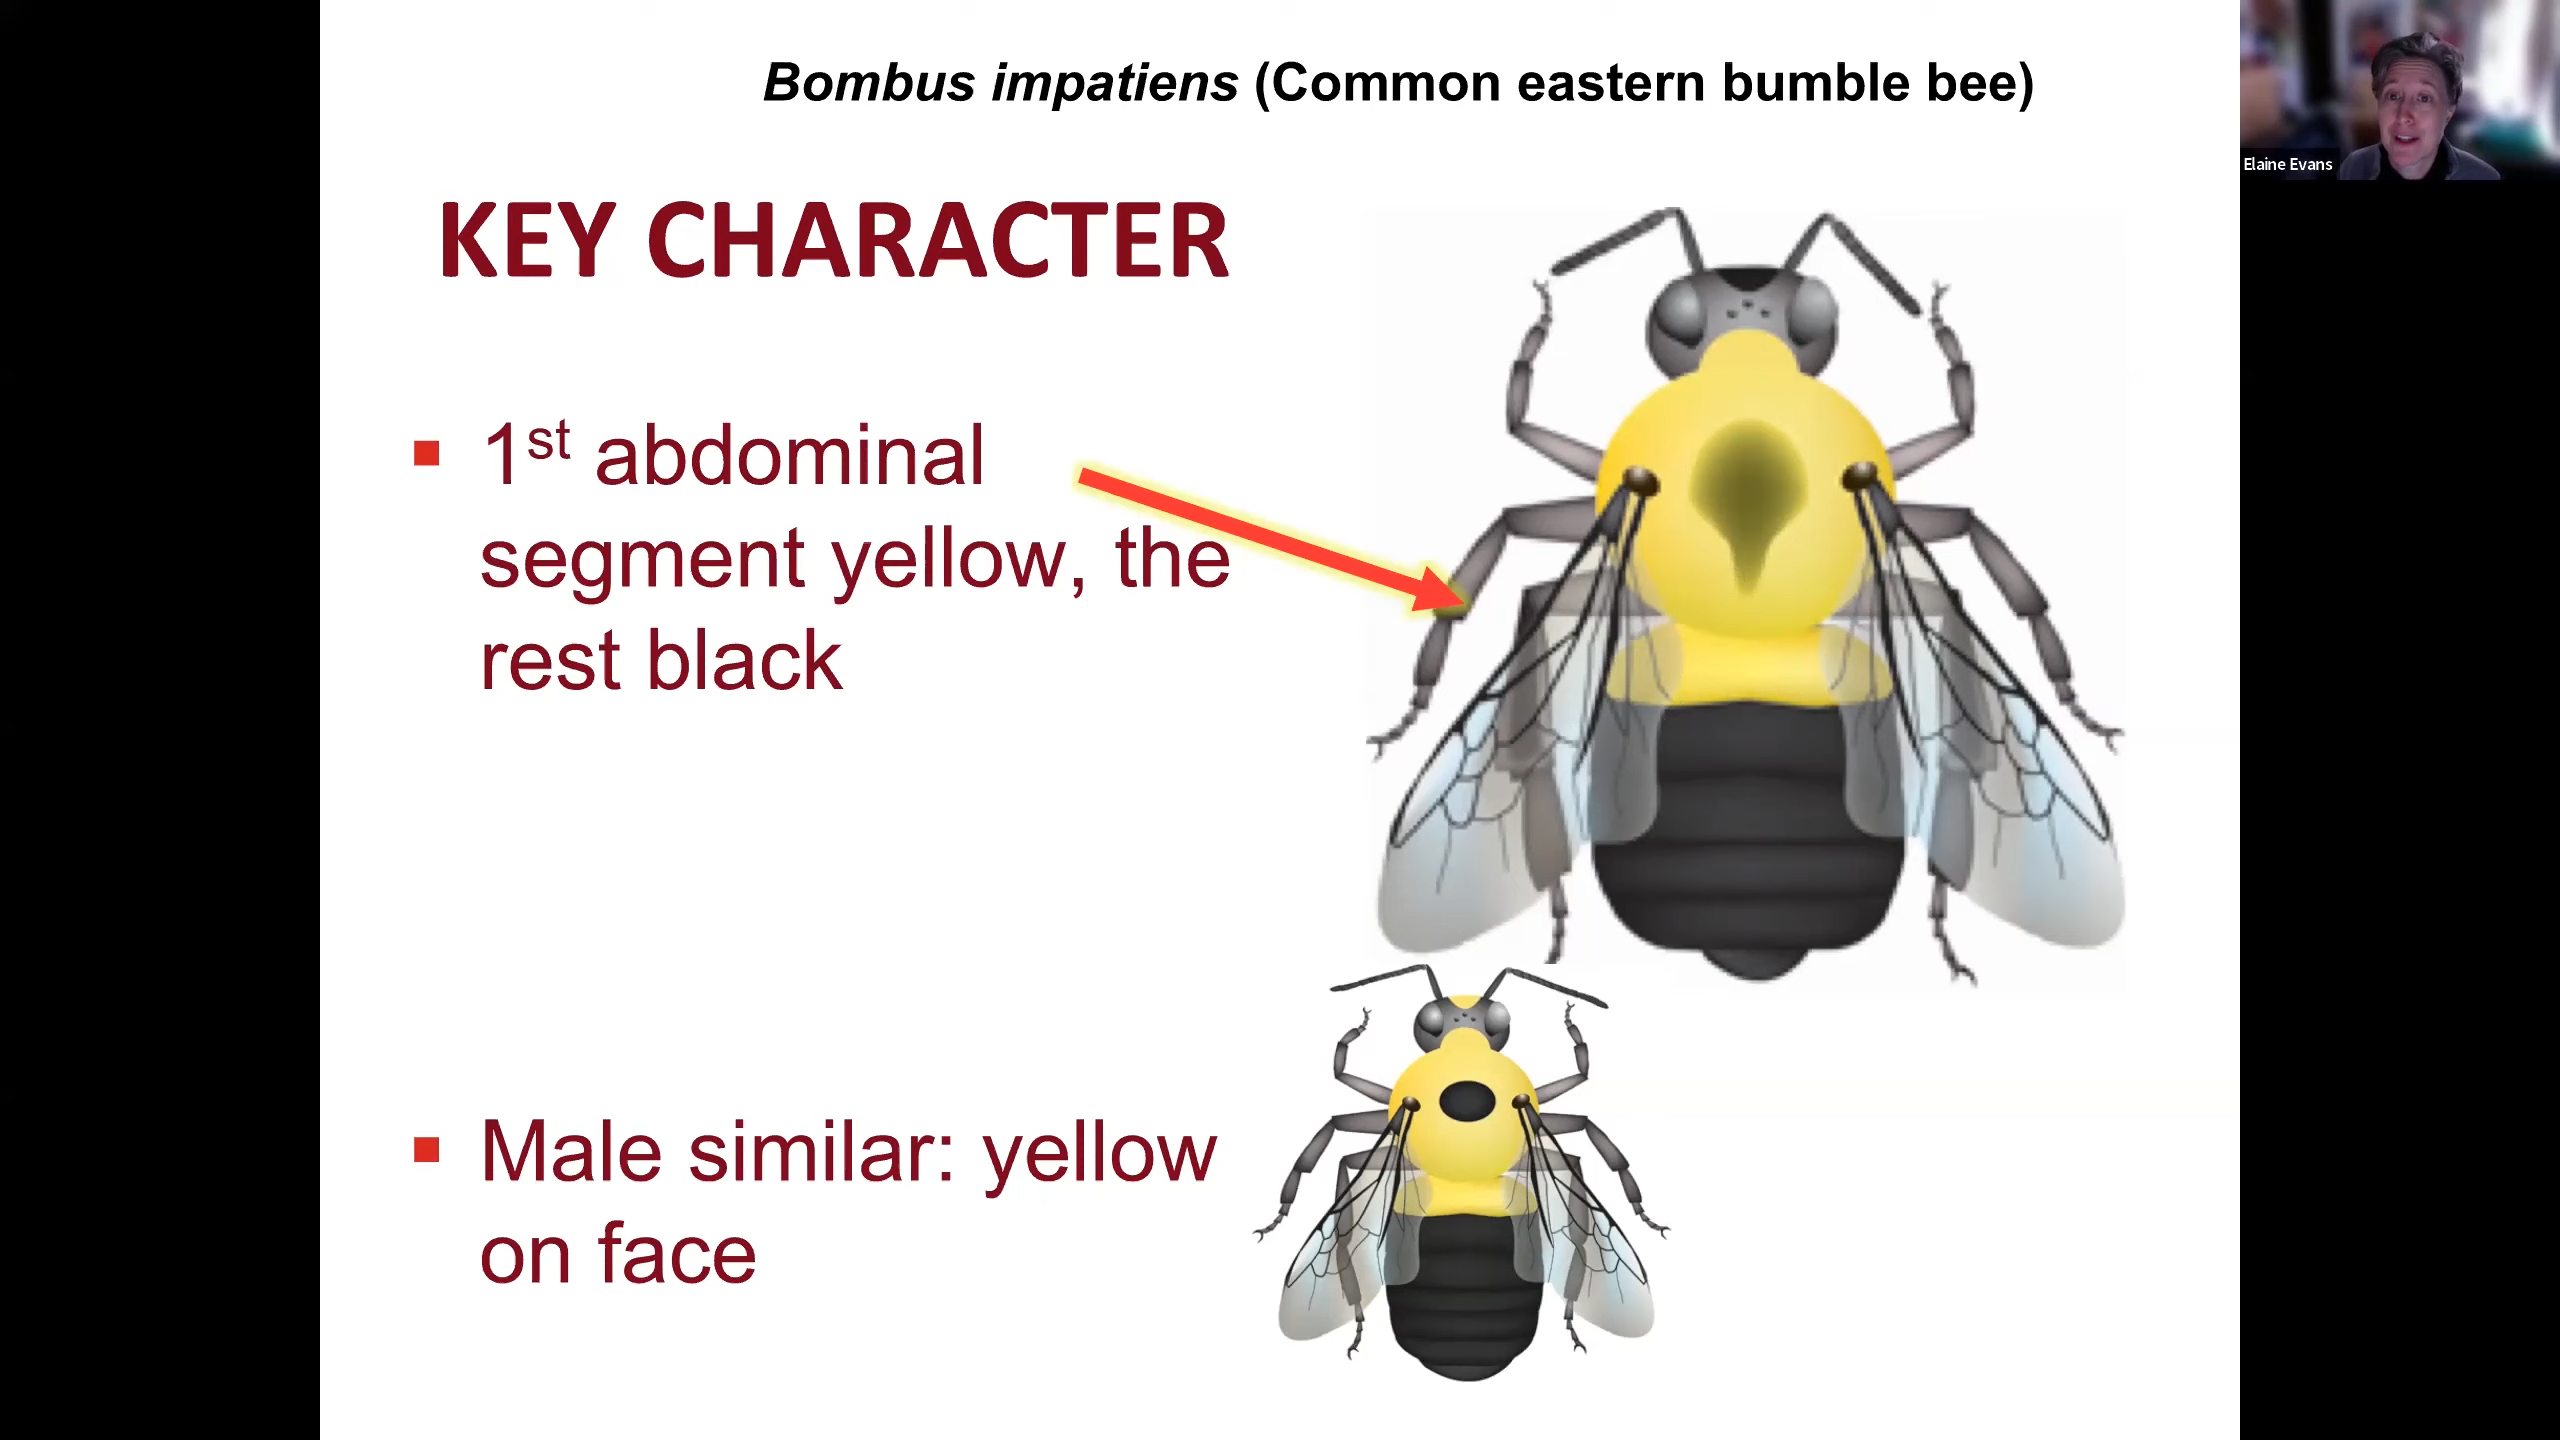 Bombus impatiens (Common eastern bumble bee)
Elaine Evans
KEY CHARACTER
▪ 1st abdominal
segment yellow, the
rest black
▪ Male similar: yellow
on face